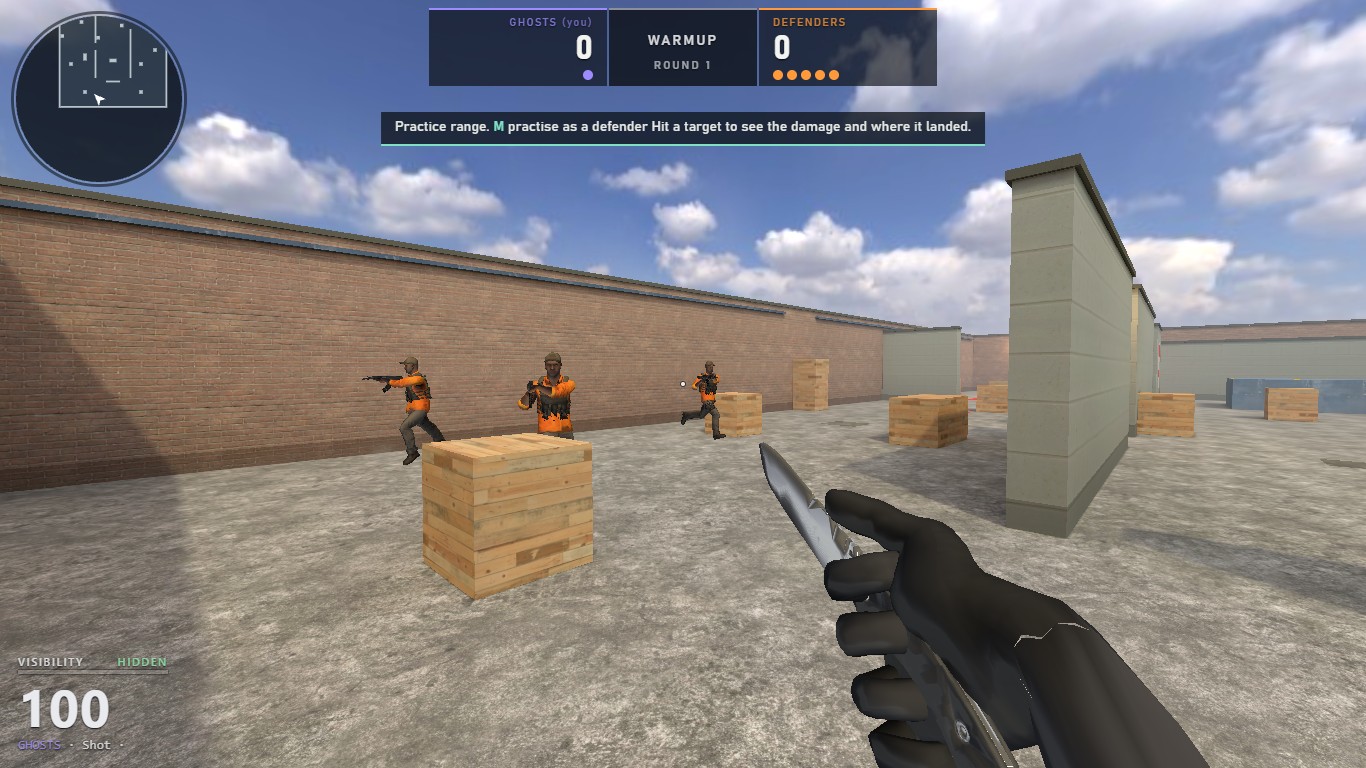 GHOSTS (you)
0
WARMUP
ROUND 1
DEFENDERS
0
Practice range. M practise as a defender Hit a target to see the damage and where it landed.
VISIBILITY HIDDEN
100
GHOSTS · Shot ·